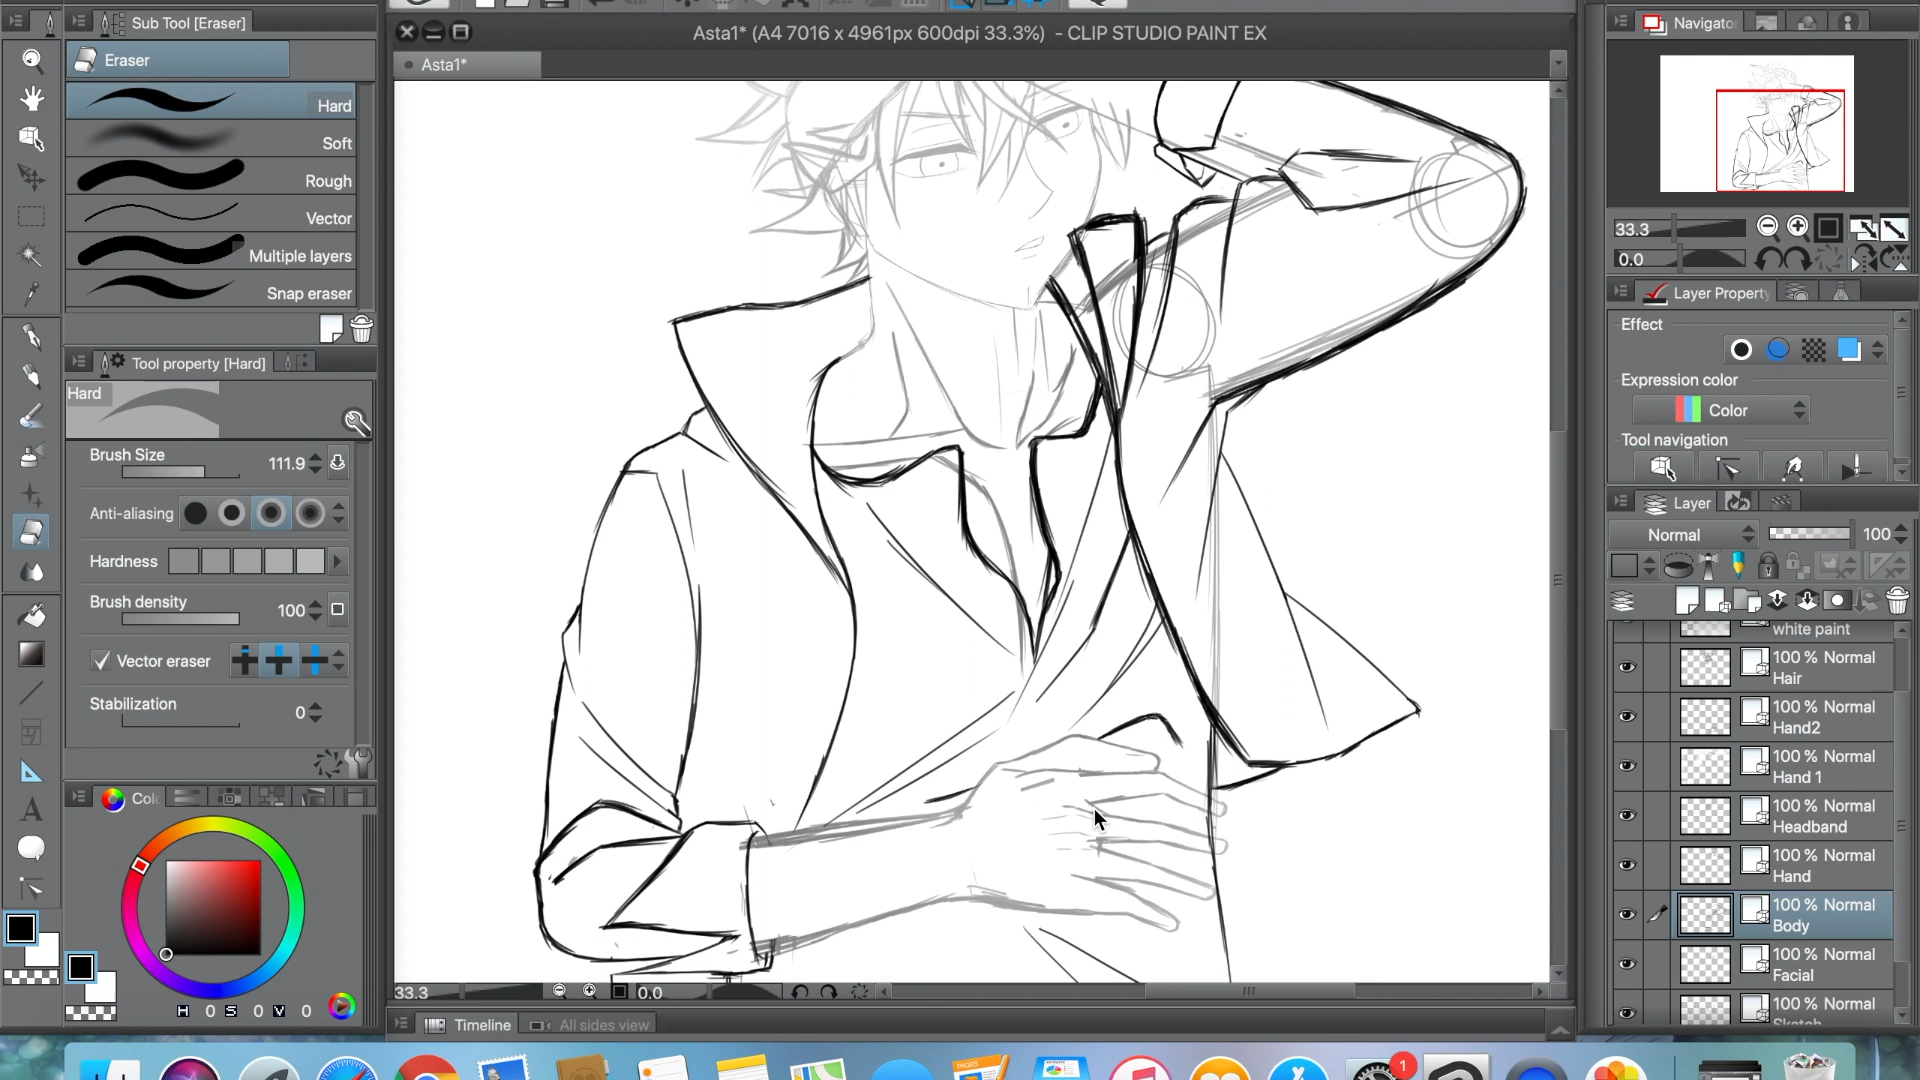 Sub Tool [Eraser]
Eraser
Hard
Soft
Rough
Vector
Multiple layers
Snap eraser
Tool property [Hard]
Hard
Brush Size 111.9
Anti-aliasing
Hardness
Brush density 100
Vector eraser
Stabilization 0
Colo
H 0 S 0 V 0
Asta1* (A4 7016 x 4961px 600dpi 33.3%) - CLIP STUDIO PAINT EX
Asta1*
33.3 0.0
Timeline
All sides view
Navigator
33.3
0.0
Layer Property
Effect
Expression color
Color
Tool navigation
Layer
Normal 100
white paint
100 % Normal
Hair
100 % Normal
Hand2
100 % Normal
Hand 1
100 % Normal
Headband
100 % Normal
Hand
100 % Normal
Body
100 % Normal
Facial
100 % Normal
Sketch
PAGES
1